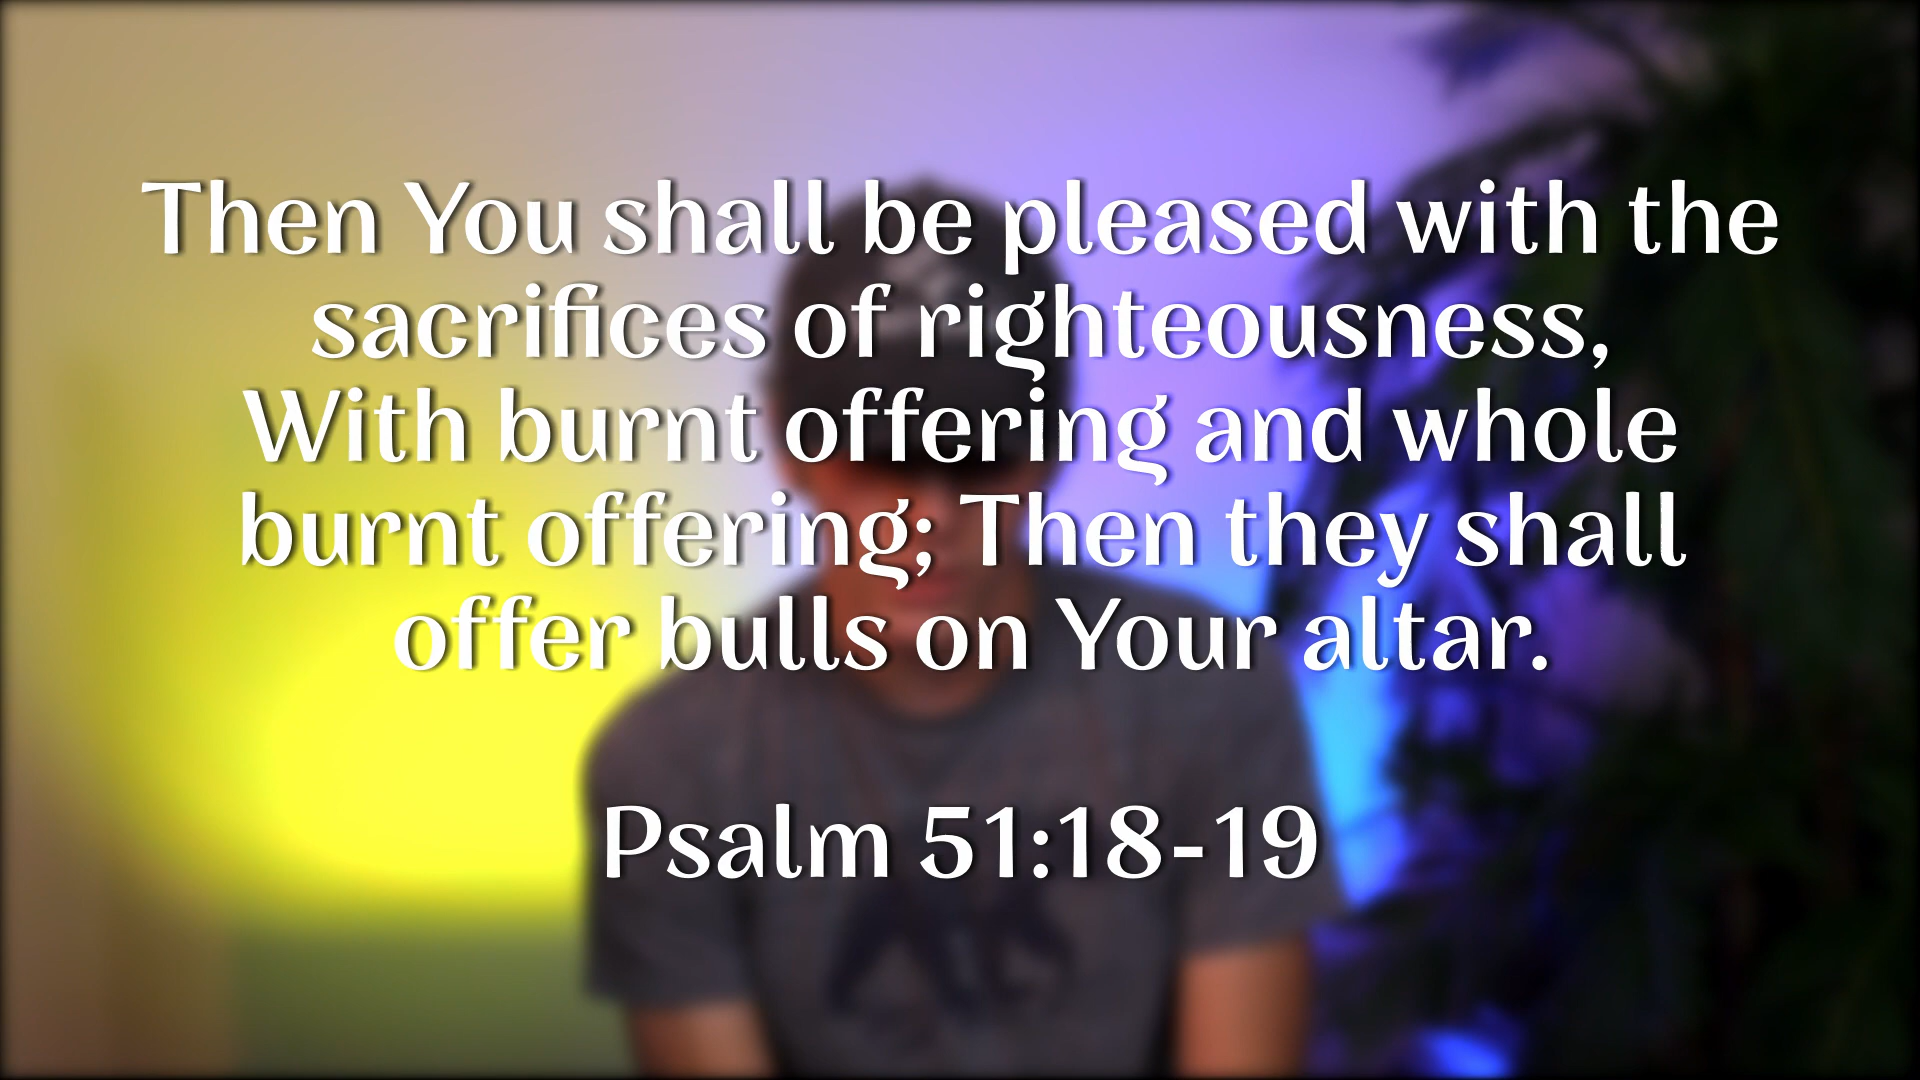 Then You shall be pleased with the
sacrifices of righteousness,
With burnt offering and whole
burnt offering; Then they shall
offer bulls on Your altar.
Psalm 51:18-19